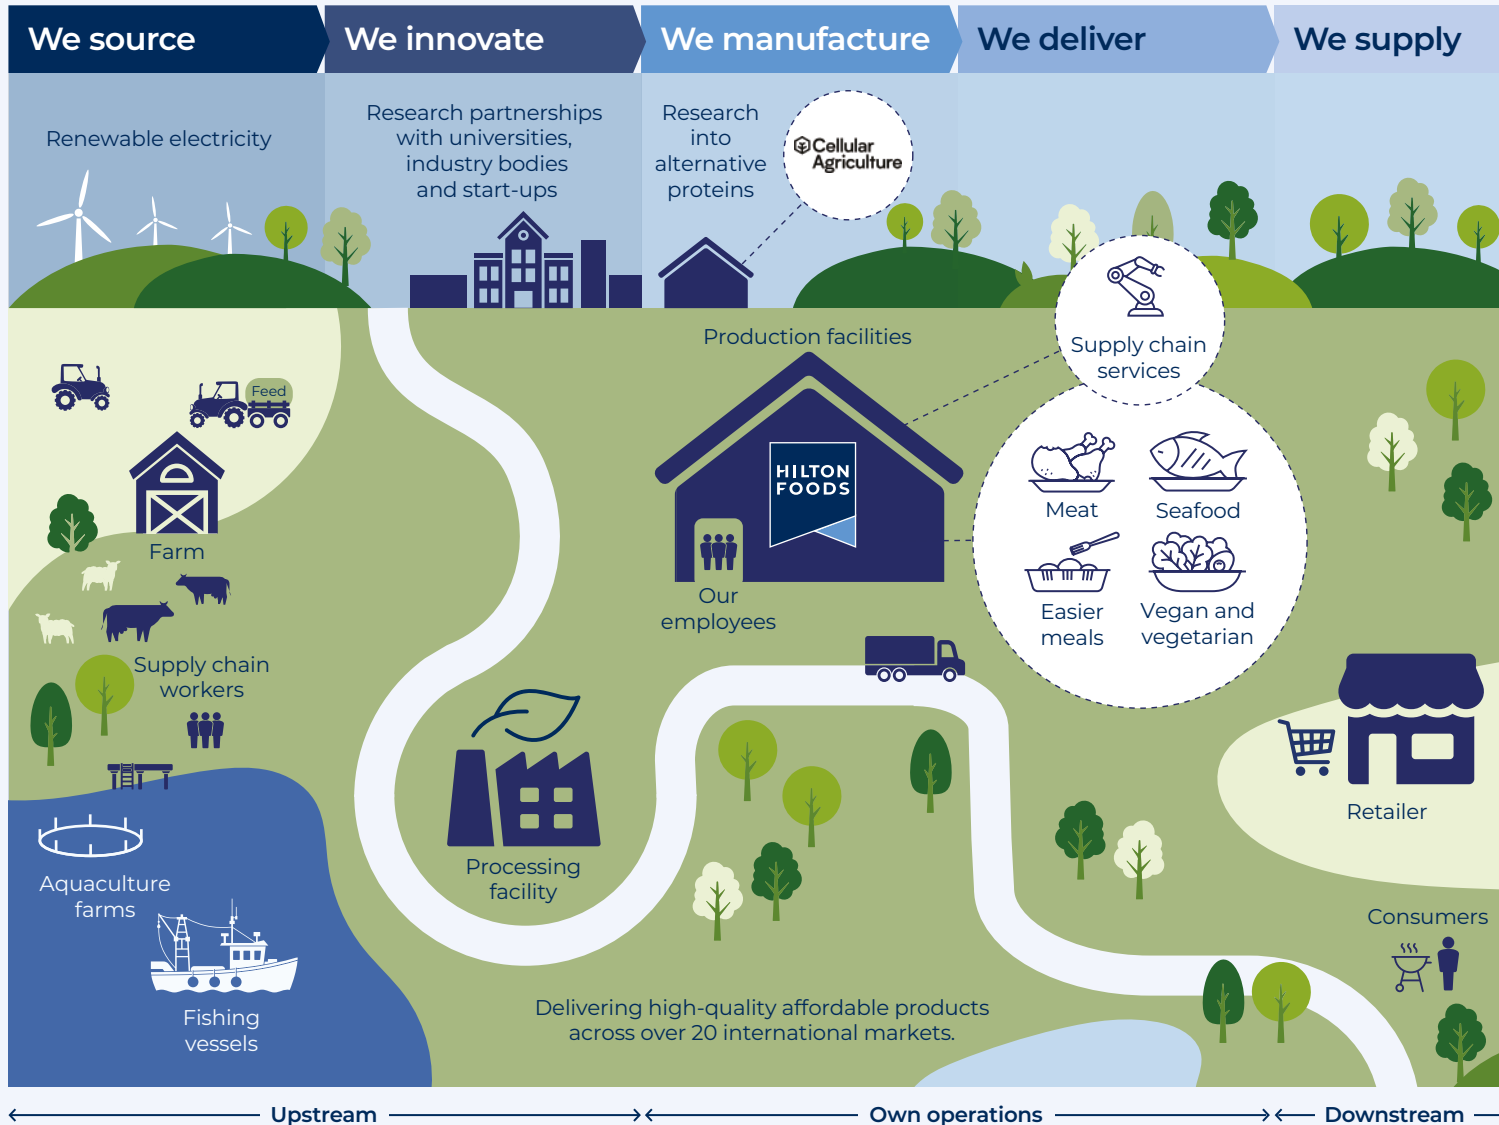 We source
We innovate
We manufacture
We deliver
We supply
Renewable electricity
Research partnerships
with universities,
industry bodies
and start-ups
Research
into
alternative
proteins
Cellular
Agriculture
Production facilities
Supply chain
services
Feed
HILTON
FOODS
Meat
Seafood
Farm
Our
employees
Easier
meals
Vegan and
vegetarian
Supply chain
workers
Retailer
Processing
facility
Aquaculture
farms
Consumers
Fishing
vessels
Delivering high-quality affordable products
across over 20 international markets.
Upstream
Own operations
Downstream